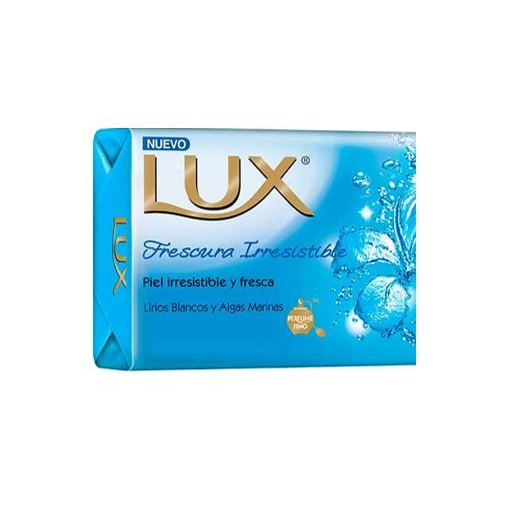 NUEVO
LUX®
Frescura Irresistible
Piel irresistible y fresca
Lirios Blancos y Algas Marinas
PERFUME
FINO
LUX